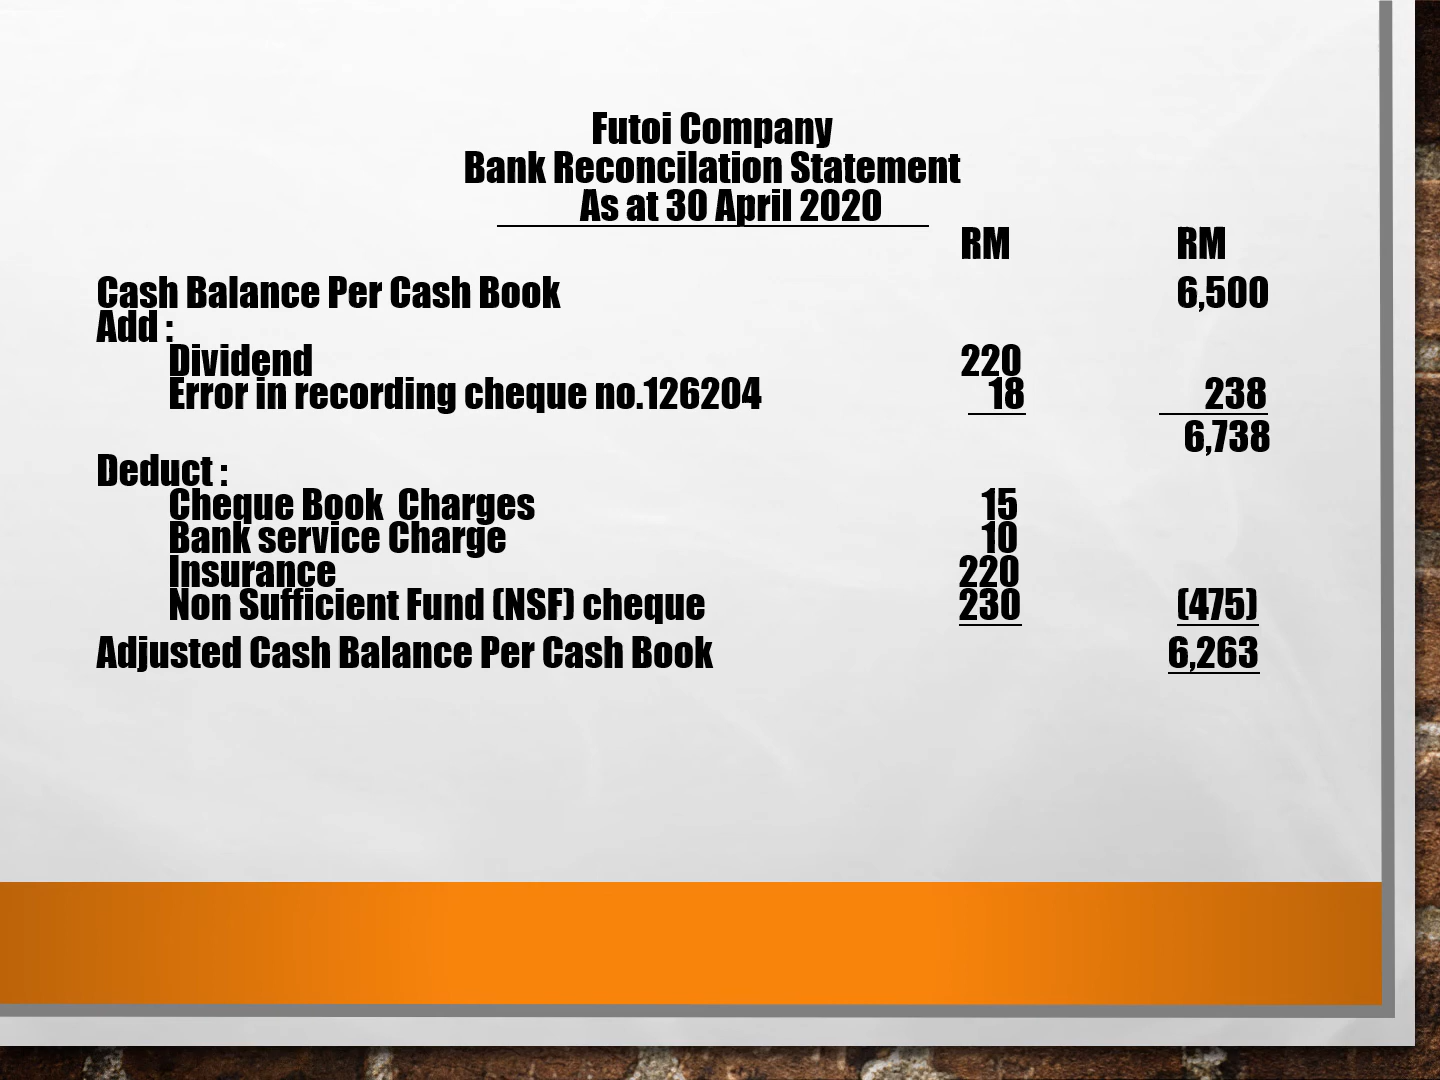 Futoi Company
Bank Reconcilation Statement
As at 30 April 2020
RM RM
Cash Balance Per Cash Book 6,500
Add :
Dividend 220
Error in recording cheque no.126204 18 238
6,738
Deduct :
Cheque Book Charges 15
Bank service Charge 10
Insurance 220
Non Sufficient Fund (NSF) cheque 230 (475)
Adjusted Cash Balance Per Cash Book 6,263